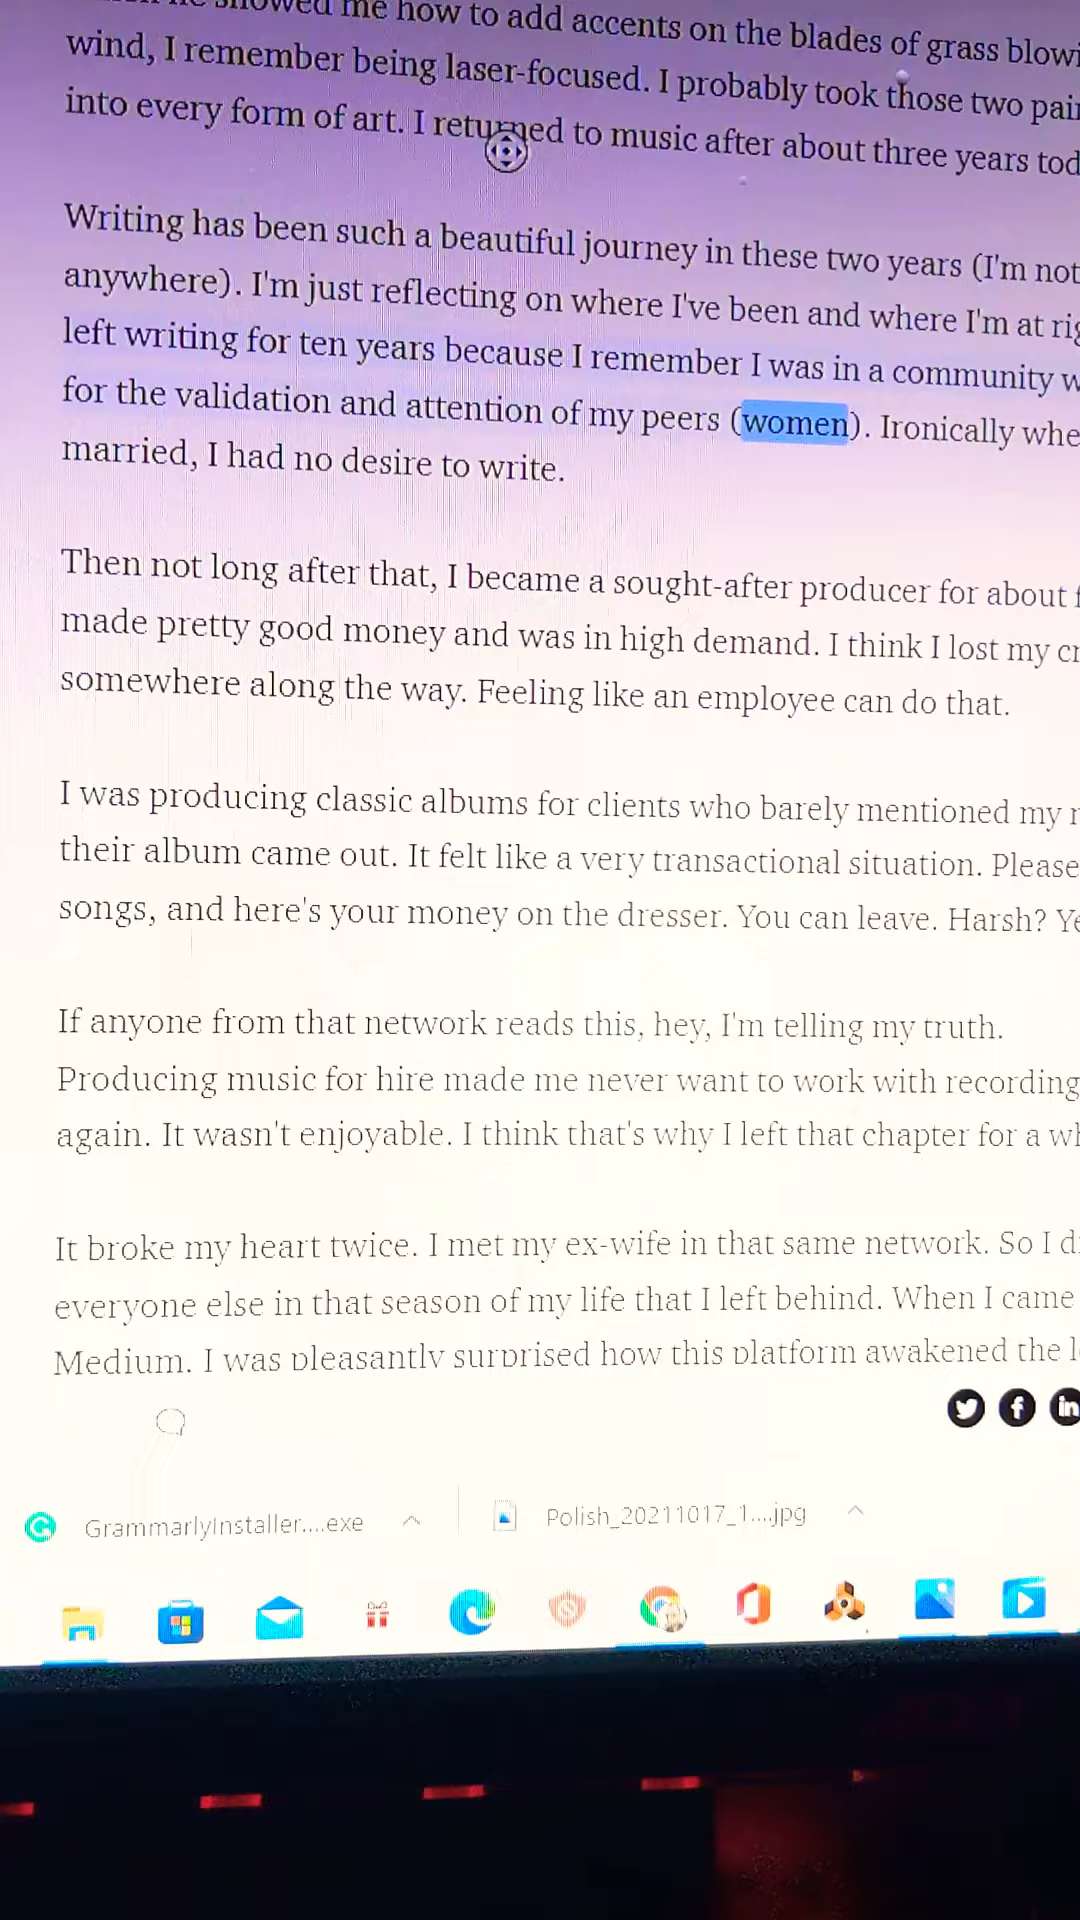 showed me how to add accents on the blades of grass
wind, I remember being laser-focused. I probably took those two
into every form of art. I returned to music after about three years
Writing has been such a beautiful journey in these two years (I'm not
anywhere). I'm just reflecting on where I've been and where I'm at
left writing for ten years because I remember I was in a community
for the validation and attention of my peers (women). Ironically
married, I had no desire to write.
Then not long after that, I became a sought-after producer for about
made pretty good money and was in high demand. I think I lost my
somewhere along the way. Feeling like an employee can do that.
I was producing classic albums for clients who barely mentioned my
their album came out. It felt like a very transactional situation. Please
songs, and here's your money on the dresser. You can leave. Harsh?
If anyone from that network reads this, hey, I'm telling my truth.
Producing music for hire made me never want to work with recording
again. It wasn't enjoyable. I think that's why I left that chapter for a
It broke my heart twice. I met my ex-wife in that same network. So I
everyone else in that season of my life that I left behind. When I came
Medium. I was pleasantly surprised how this platform awakened the
GrammarlyInstaller....exe
Polish_20211017_1....jpg